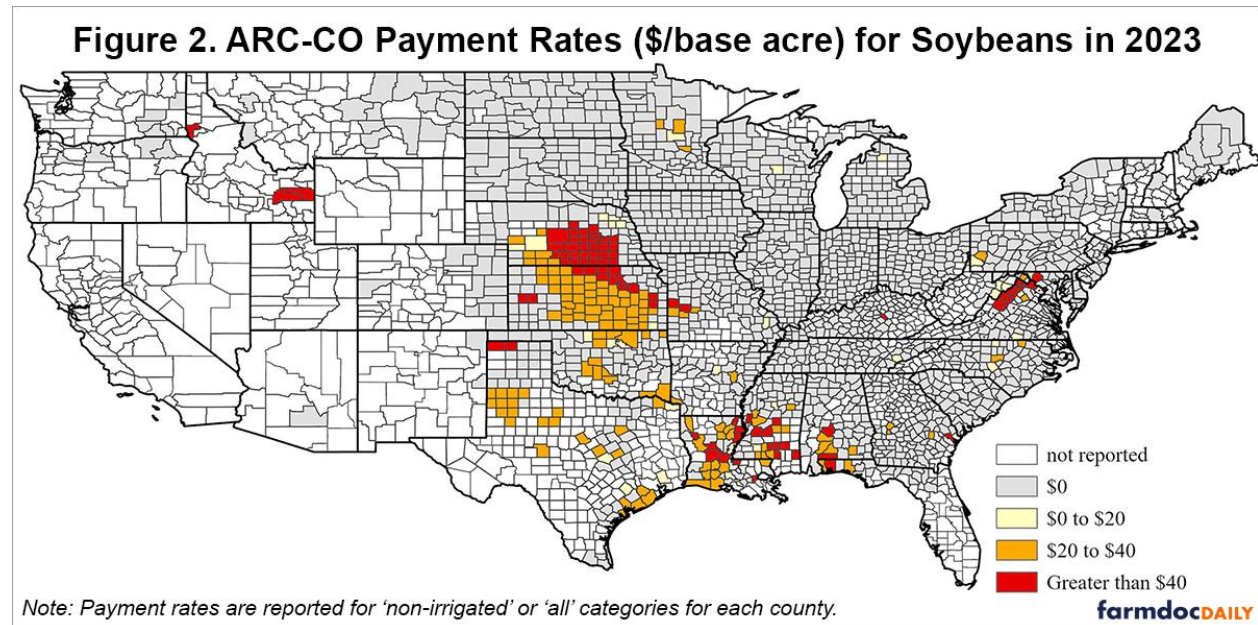 Figure 2. ARC-CO Payment Rates ($/base acre) for Soybeans in 2023
not reported
$0
$0 to $20
$20 to $40
Greater than $40
Note: Payment rates are reported for 'non-irrigated' or 'all' categories for each county.
farmdocDAILY